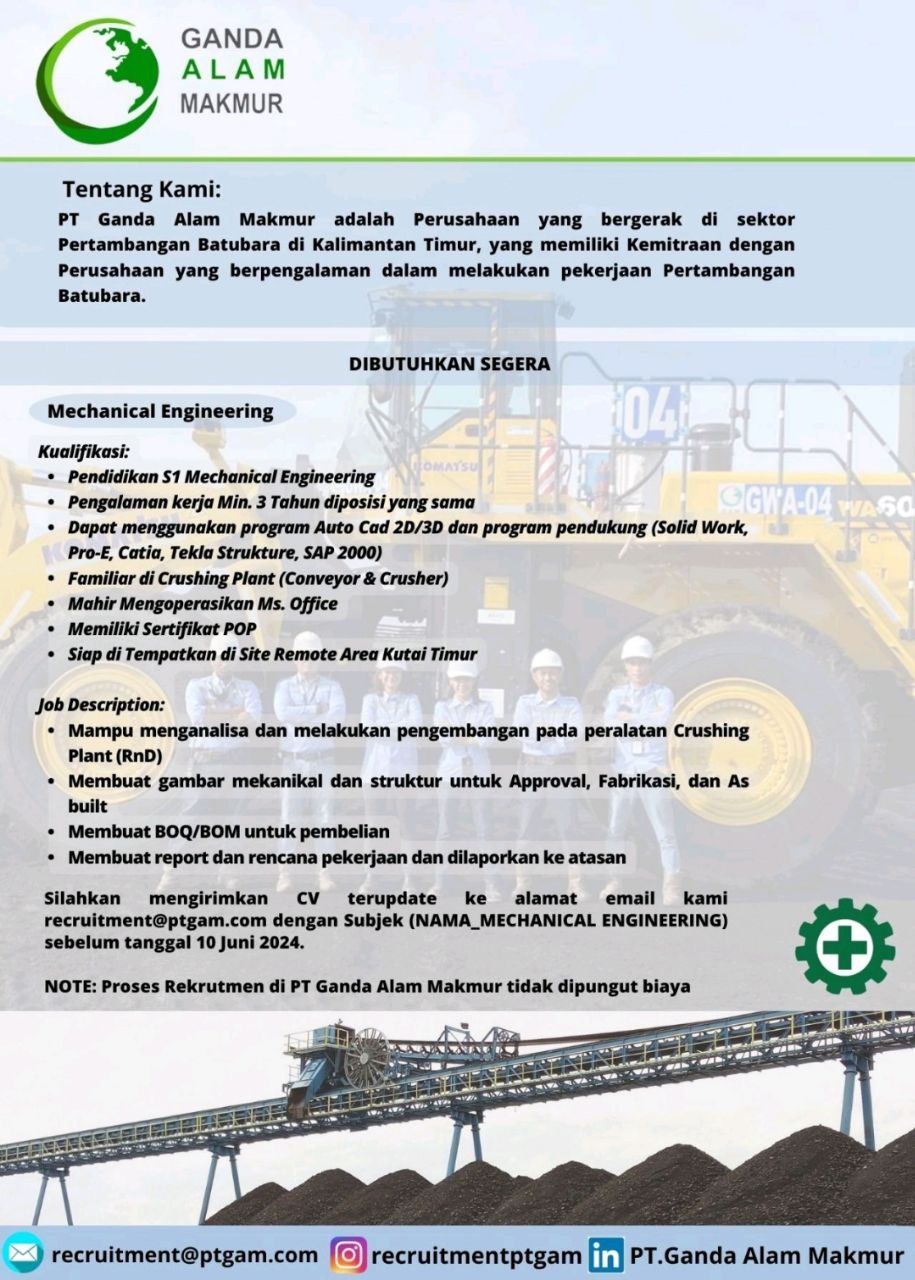 GANDA
ALAM
MAKMUR
Tentang Kami:
PT Ganda Alam Makmur adalah Perusahaan yang bergerak di sektor
Pertambangan Batubara di Kalimantan Timur, yang memiliki Kemitraan dengan
Perusahaan yang berpengalaman dalam melakukan pekerjaan Pertambangan
Batubara.
DIBUTUHKAN SEGERA
Mechanical Engineering
04
KOMATSU
GWA-04 WA60
Kualifikasi:
• Pendidikan S1 Mechanical Engineering
• Pengalaman kerja Min. 3 Tahun diposisi yang sama
• Dapat menggunakan program Auto Cad 2D/3D dan program pendukung (Solid Work,
Pro-E, Catia, Tekla Strukture, SAP 2000)
• Familiar di Crushing Plant (Conveyor & Crusher)
• Mahir Mengoperasikan Ms. Office
• Memiliki Sertifikat POP
• Siap di Tempatkan di Site Remote Area Kutai Timur
Job Description:
• Mampu menganalisa dan melakukan pengembangan pada peralatan Crushing
Plant (RnD)
• Membuat gambar mekanikal dan struktur untuk Approval, Fabrikasi, dan As
built
• Membuat BOQ/BOM untuk pembelian
• Membuat report dan rencana pekerjaan dan dilaporkan ke atasan
Silahkan mengirimkan CV terupdate ke alamat email kami
recruitment@ptgam.com dengan Subjek (NAMA_MECHANICAL ENGINEERING)
sebelum tanggal 10 Juni 2024.
NOTE: Proses Rekrutmen di PT Ganda Alam Makmur tidak dipungut biaya
recruitment@ptgam.com recruitmentptgam in PT.Ganda Alam Makmur